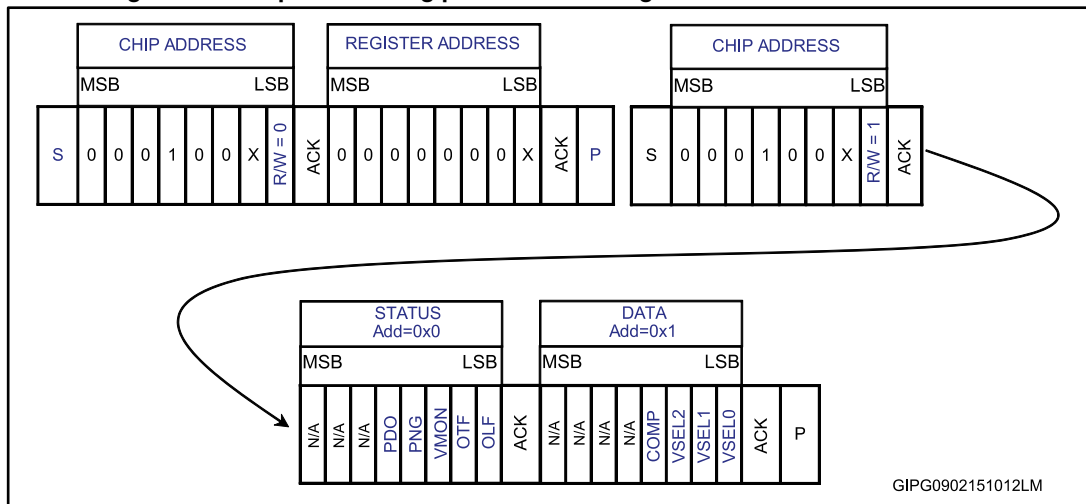 CHIP ADDRESS REGISTER ADDRESS CHIP ADDRESS
MSB LSB MSB LSB MSB LSB
S 0 0 0 1 0 0 X R/W = 0 ACK 0 0 0 0 0 0 0 X ACK P S 0 0 0 1 0 0 X R/W = 1 ACK
STATUS DATA
Add=0x0 Add=0x1
MSB LSB MSB LSB
N/A N/A N/A PDO PNG VMON OTF OLF ACK N/A N/A N/A N/A COMP VSEL2 VSEL1 VSEL0 ACK P
GIPG0902151012LM